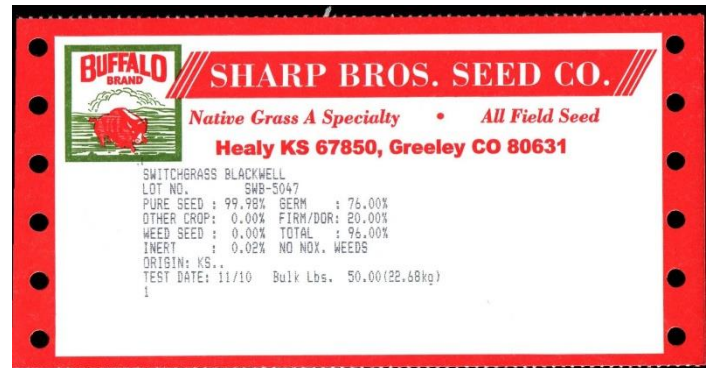 BUFFALO
BRAND
SHARP BROS. SEED CO.
Native Grass A Specialty • All Field Seed
Healy KS 67850, Greeley CO 80631
SWITCHGRASS BLACKWELL
LOT NO. SWB-5047
PURE SEED : 99.98% GERM : 76.00%
OTHER CROP: 0.00% FIRM/DOR: 20.00%
WEED SEED : 0.00% TOTAL : 96.00%
INERT : 0.02% NO NOX. WEEDS
ORIGIN: KS..
TEST DATE: 11/10 Bulk Lbs. 50.00(22.68kg)
1